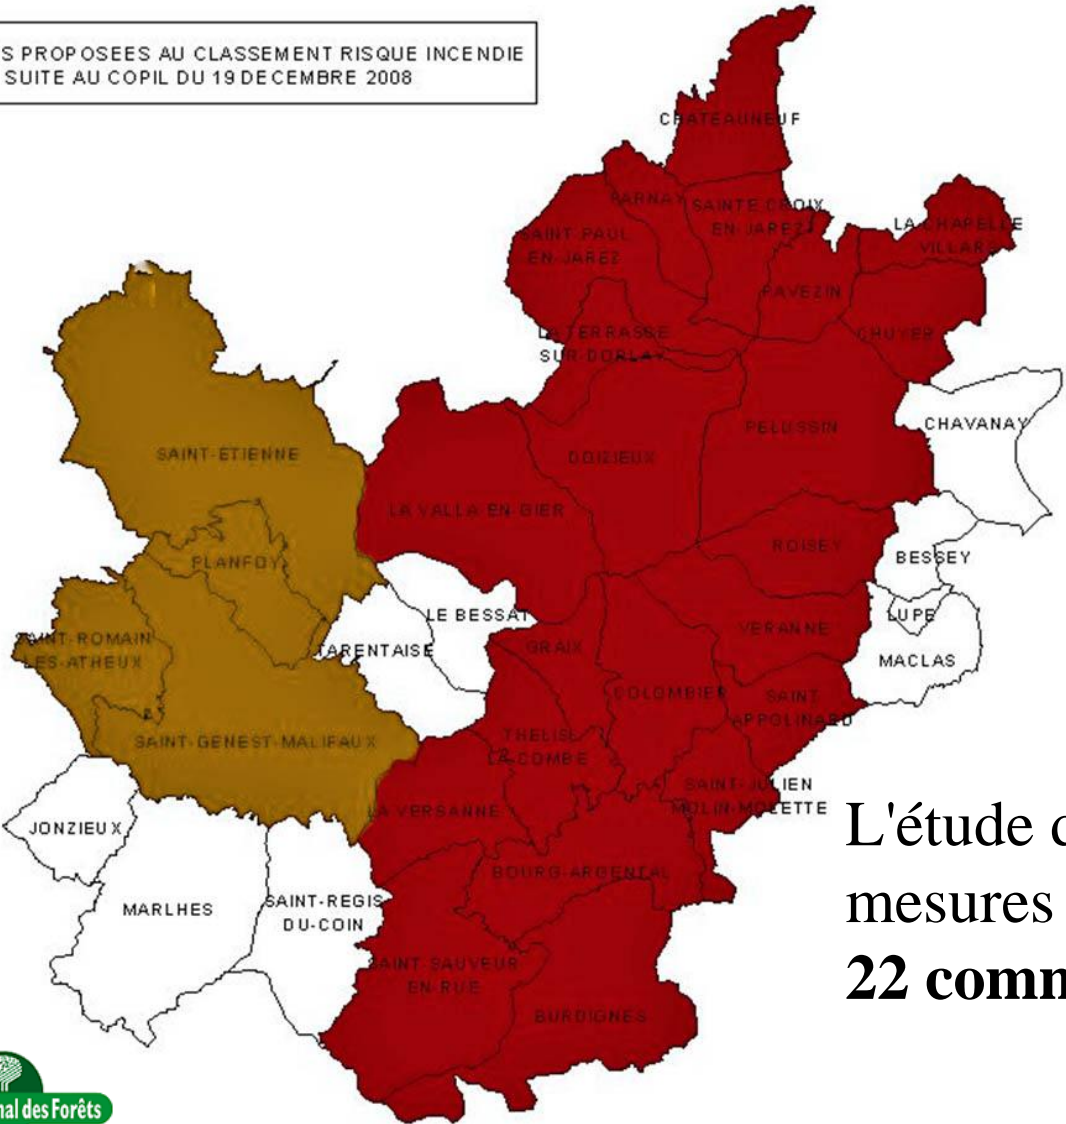 S PROPOSEES AU CLASSEMENT RISQUE INCENDIE
SUITE AU COPIL DU 19 DECEMBRE 2008
CHATEAUNEUF
FARNAY
SAINTE CROIX
EN-JAREZ
LA CHAPELLE
VILLARS
SAINT PAUL
EN-JAREZ
PAVEZIN
CHUYER
LA TERRASSE
SUR-DORLAY
PELUSSIN
CHAVANAY
SAINT-ETIENNE
DOIZIEUX
LA VALLA-EN-GIER
ROISEY
BESSEY
PLANFOY
LE BESSAT
LUPE
VERANNE
SAINT-ROMAIN
LES-ATHEUX
TARENTAISE
GRAIX
MACLAS
COLOMBIER
SAINT
APPOLINARD
SAINT-GENEST-MALIFAUX
THELIS
LA-COMBE
SAINT-JULIEN
MOLIN-MOLETTE
LA VERSANNE
JONZIEUX
L'étude d
mesures
22 comm
BOURG-ARGENTAL
MARLHES
SAINT-REGIS
DU-COIN
SAINT SAUVEUR
EN-RUE
BURDIGNES
nal des Forêts